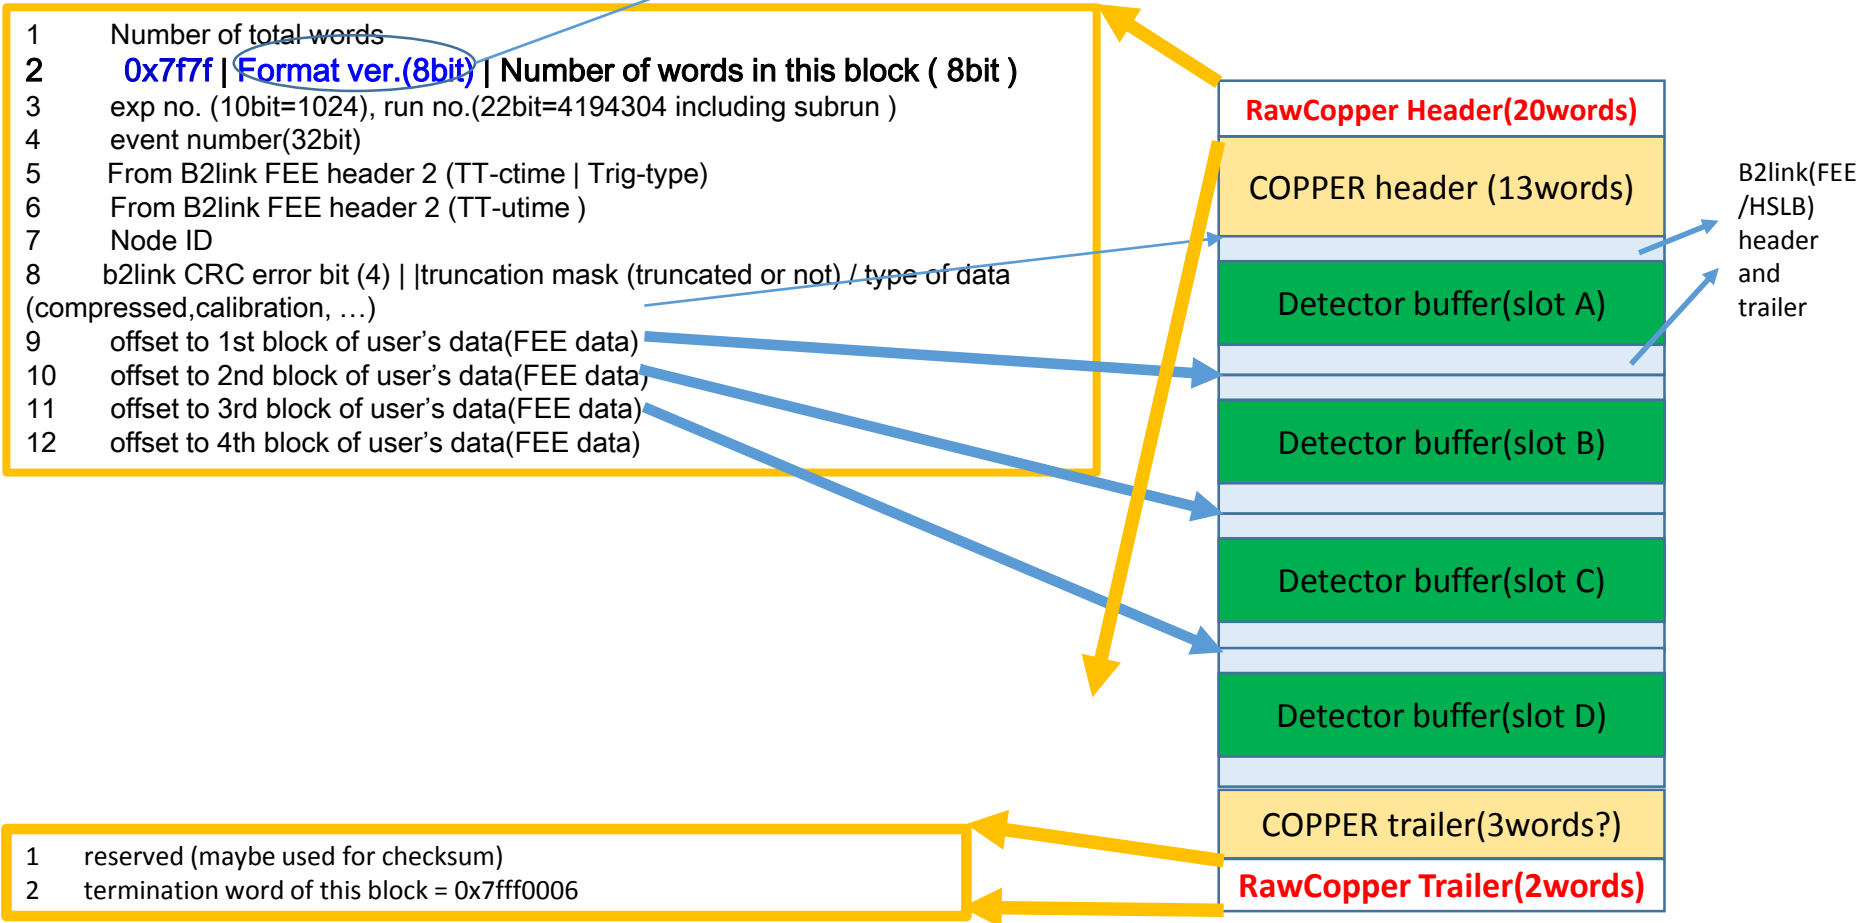 1 Number of total words
2 0x7f7f | Format ver.(8bit) | Number of words in this block ( 8bit )
3 exp no. (10bit=1024), run no.(22bit=4194304 including subrun )
4 event number(32bit)
5 From B2link FEE header 2 (TT-ctime | Trig-type)
6 From B2link FEE header 2 (TT-utime )
7 Node ID
8 b2link CRC error bit (4) | |truncation mask (truncated or not) / type of data
(compressed,calibration, …)
9 offset to 1st block of user’s data(FEE data)
10 offset to 2nd block of user’s data(FEE data)
11 offset to 3rd block of user’s data(FEE data)
12 offset to 4th block of user’s data(FEE data)
RawCopper Header(20words)
COPPER header (13words)
Detector buffer(slot A)
Detector buffer(slot B)
Detector buffer(slot C)
Detector buffer(slot D)
COPPER trailer(3words?)
RawCopper Trailer(2words)
B2link(FEE
/HSLB)
header
and
trailer
1 reserved (maybe used for checksum)
2 termination word of this block = 0x7fff0006